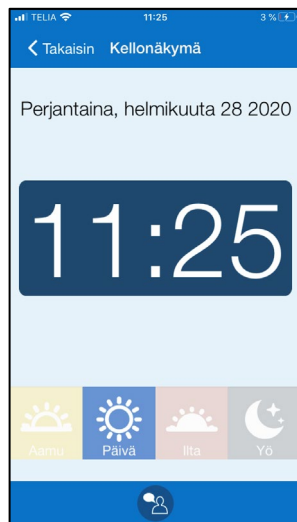 TELIA 11:25 3 %
Takaisin Kellonäkymä
Perjantaina, helmikuuta 28 2020
11:25
Aamu Päivä Ilta Yö